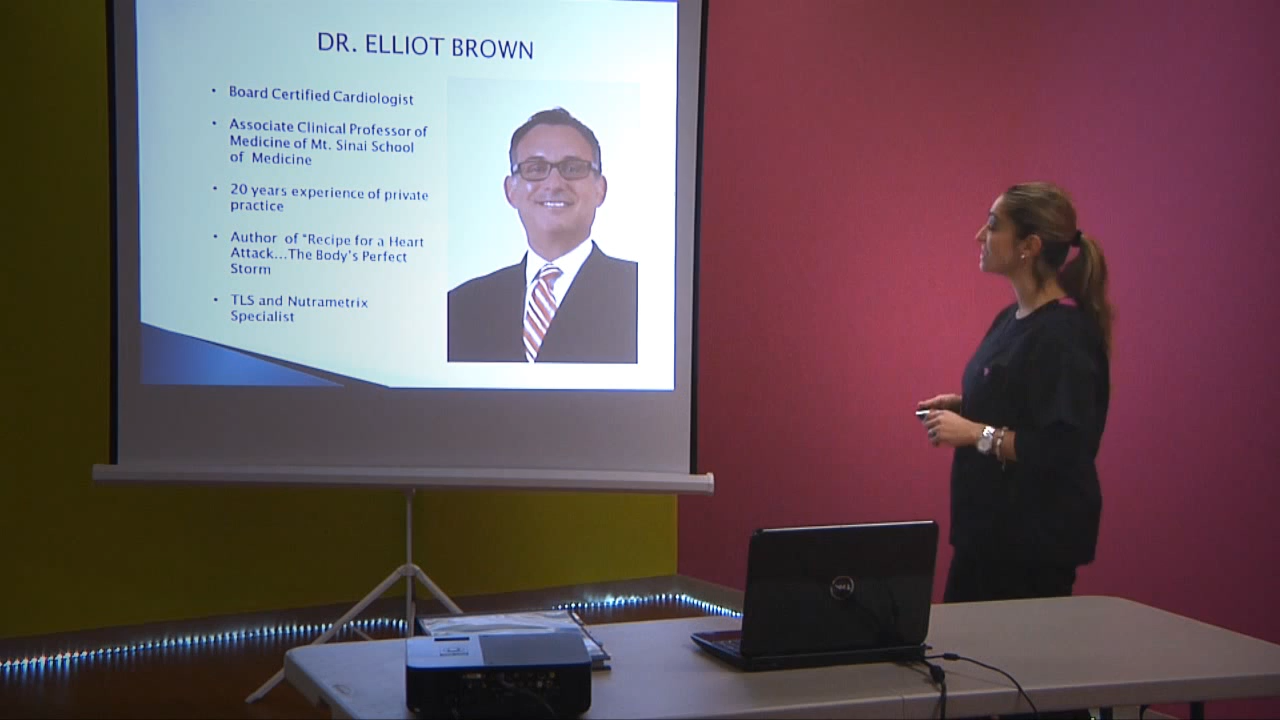 DR. ELLIOT BROWN
• Board Certified Cardiologist
• Associate Clinical Professor of
Medicine of Mt. Sinai School
of Medicine
• 20 years experience of private
practice
• Author of "Recipe for a Heart
Attack...The Body's Perfect
Storm
• TLS and Nutrametrix
Specialist
DELL